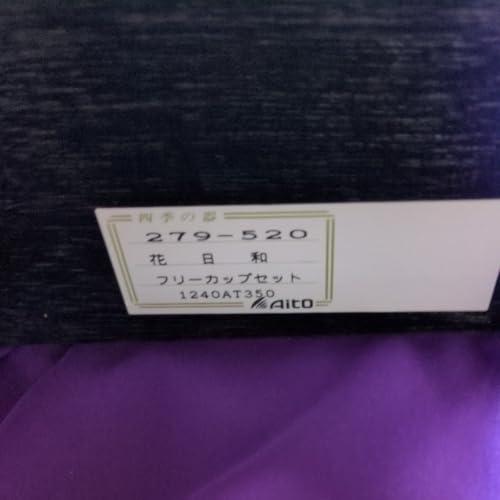 四季の器
279-520
花日和
フリーカップセット
1240AT350
Aito